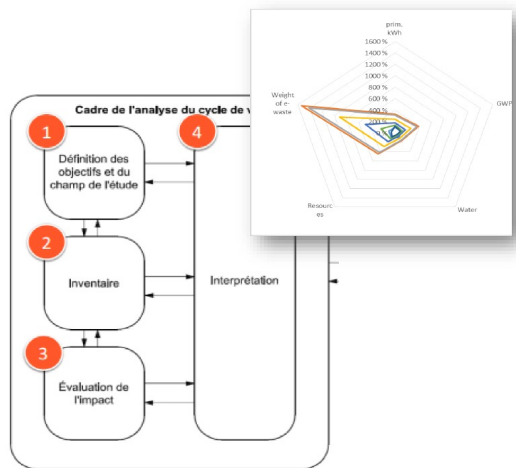 prim.
kWh
1600 %
1400 %
1200 %
1000 %
800 %
600 %
400 %
200 %
0 %
Weight
of e-
waste
GWP
Resourc
es
Water
Cadre de l'analyse du cycle de v
1
4
Définition des
objectifs et du
champ de l'étude
2
Inventaire
Interprétation
3
Évaluation de
l'impact